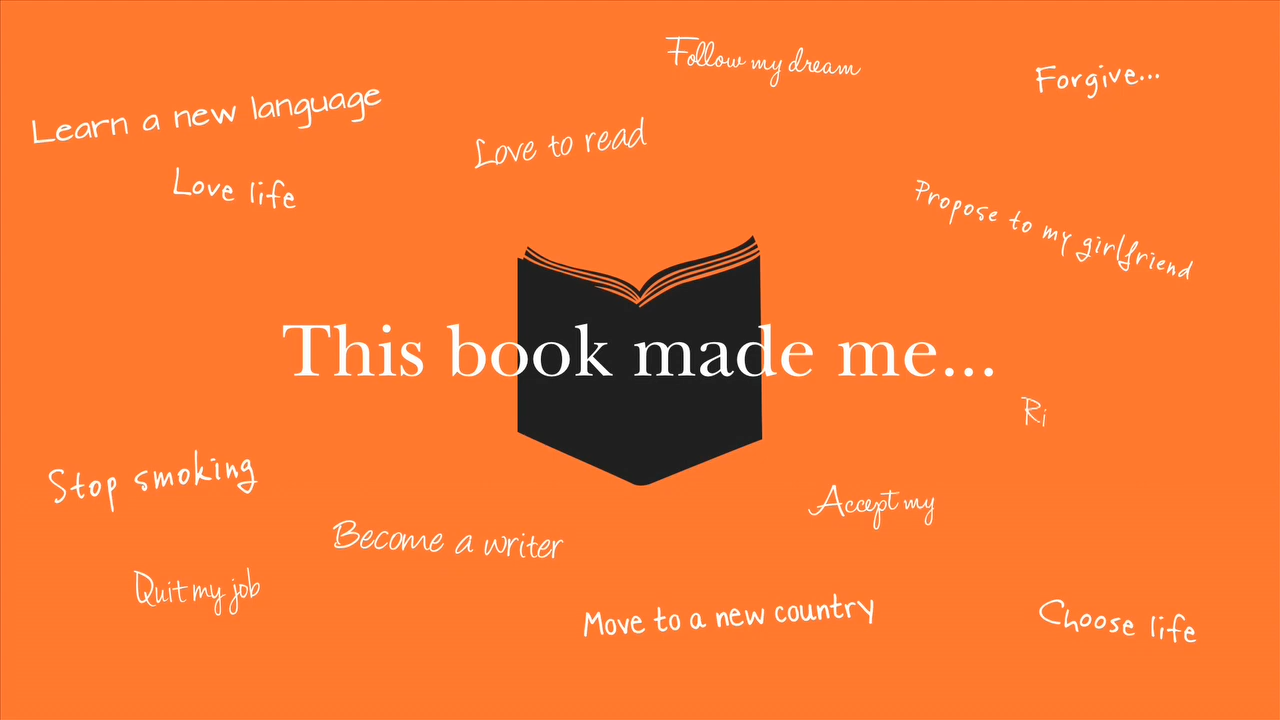 Follow my dream
Forgive...
Learn a new language
Love to read
Love life
Propose to my girlfriend
This book made me...
Ri
Stop smoking
Accept my
Become a writer
Quit my job
Move to a new country
Choose life